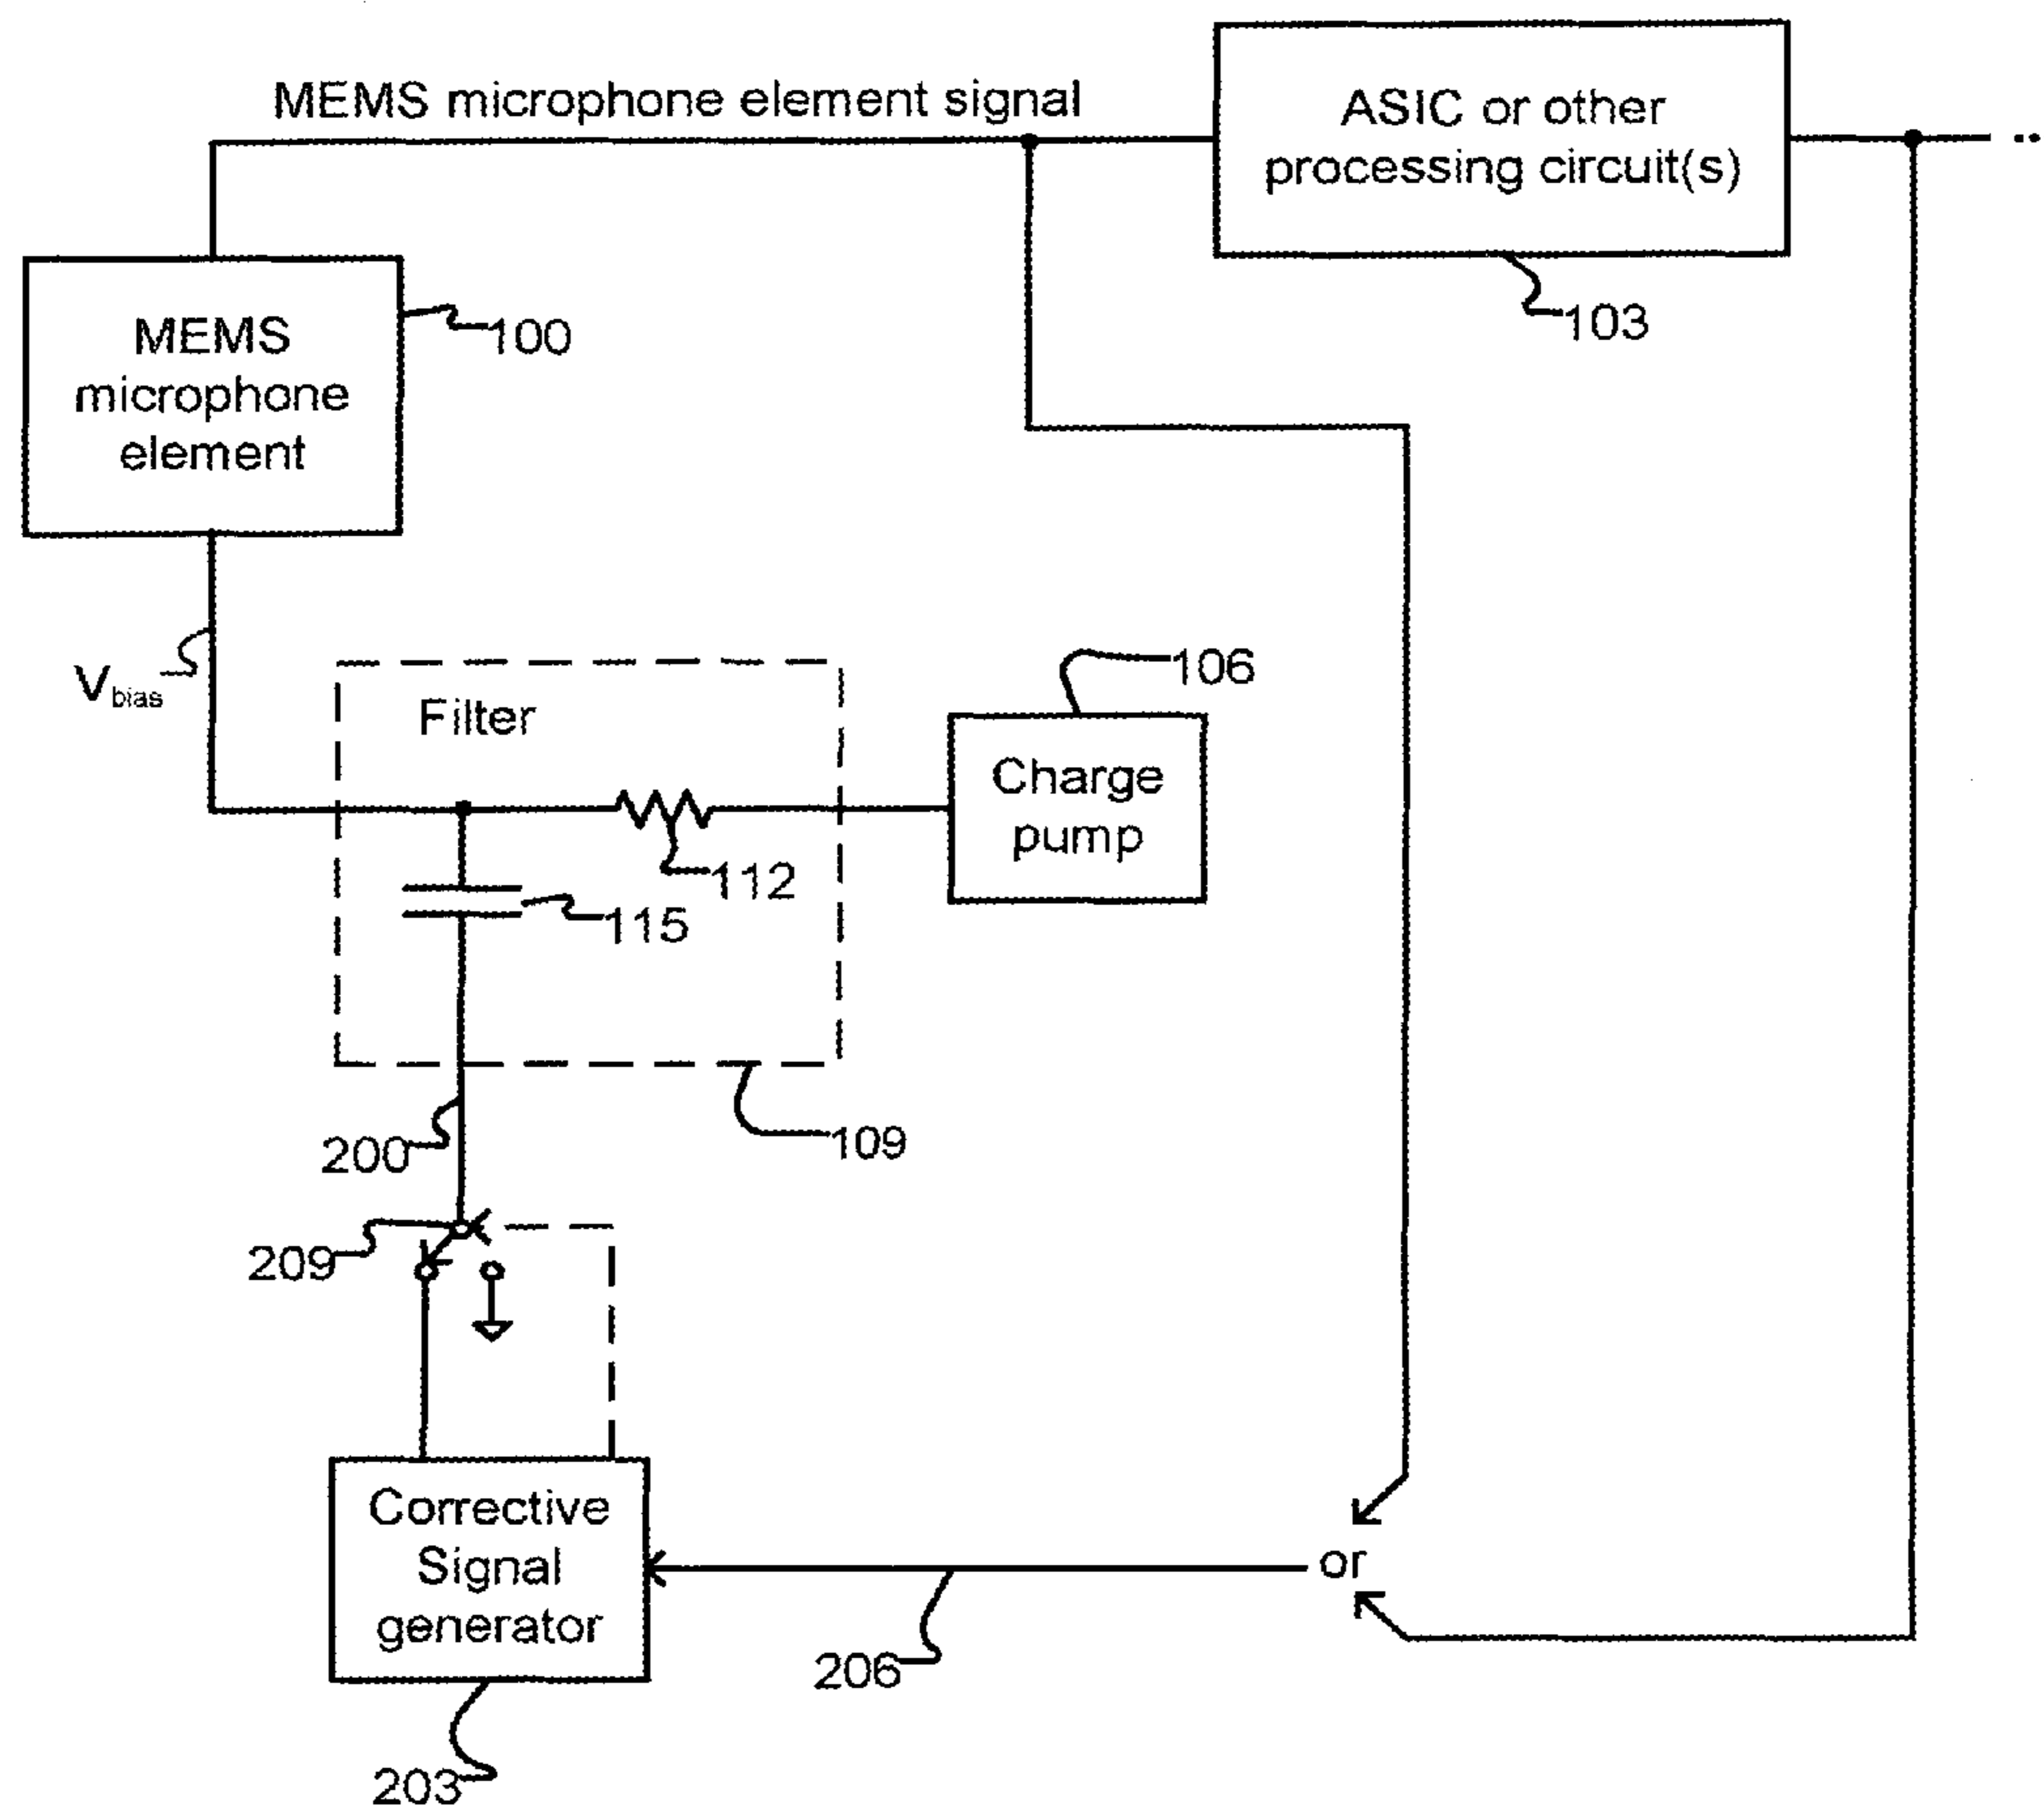 MEMS microphone element signal
ASIC or other
processing circuit(s)
103
MEMS
microphone
element
100
Vbias
Filter
106
Charge
pump
112
115
109
200
209
Corrective
Signal
generator
203
206
or